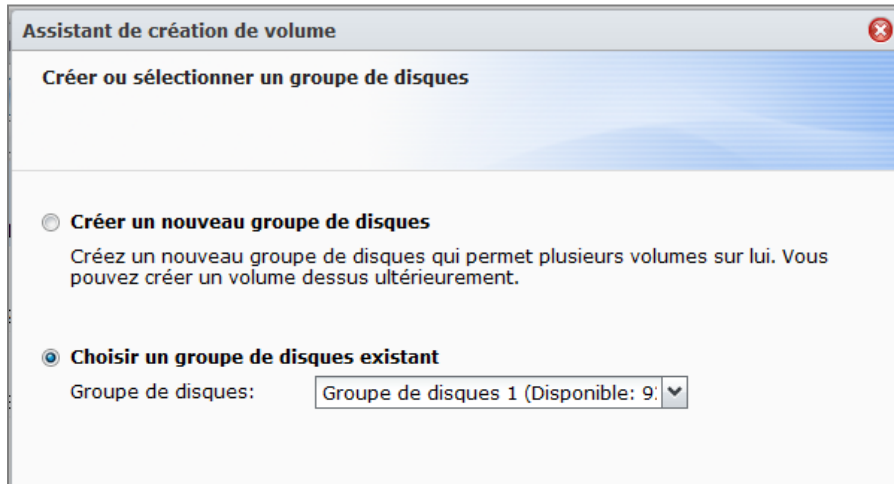 Assistant de création de volume
Créer ou sélectionner un groupe de disques
Créer un nouveau groupe de disques
Créez un nouveau groupe de disques qui permet plusieurs volumes sur lui. Vous
pouvez créer un volume dessus ultérieurement.
Choisir un groupe de disques existant
Groupe de disques: Groupe de disques 1 (Disponible: 9